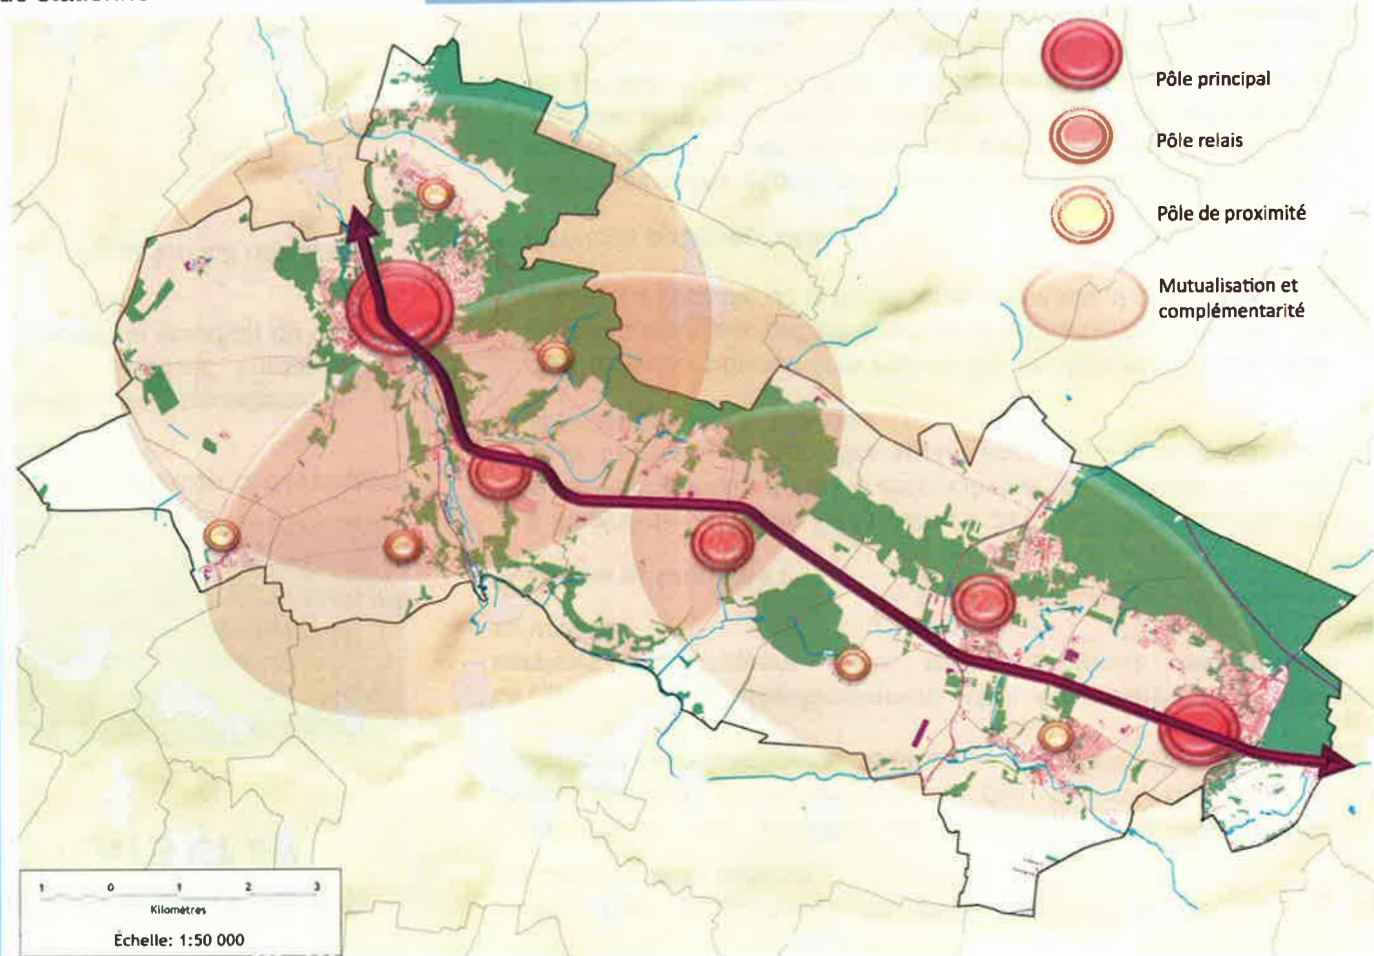 Pôle principal
Pôle relais
Pôle de proximité
Mutualisation et
complémentarité
1 0 1 2 3
Kilomètres
Échelle: 1:50 000